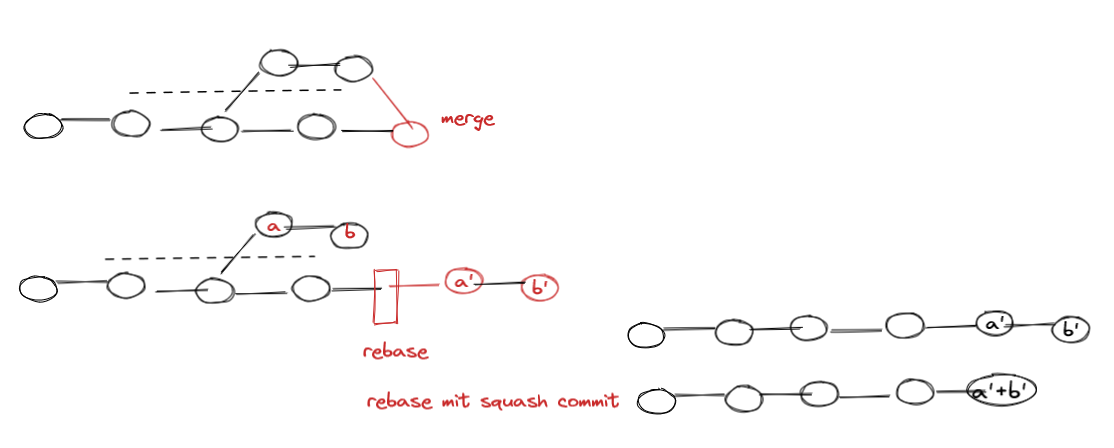 merge
a b
a' b'
rebase
a' b'
rebase mit squash commit
a'+b'